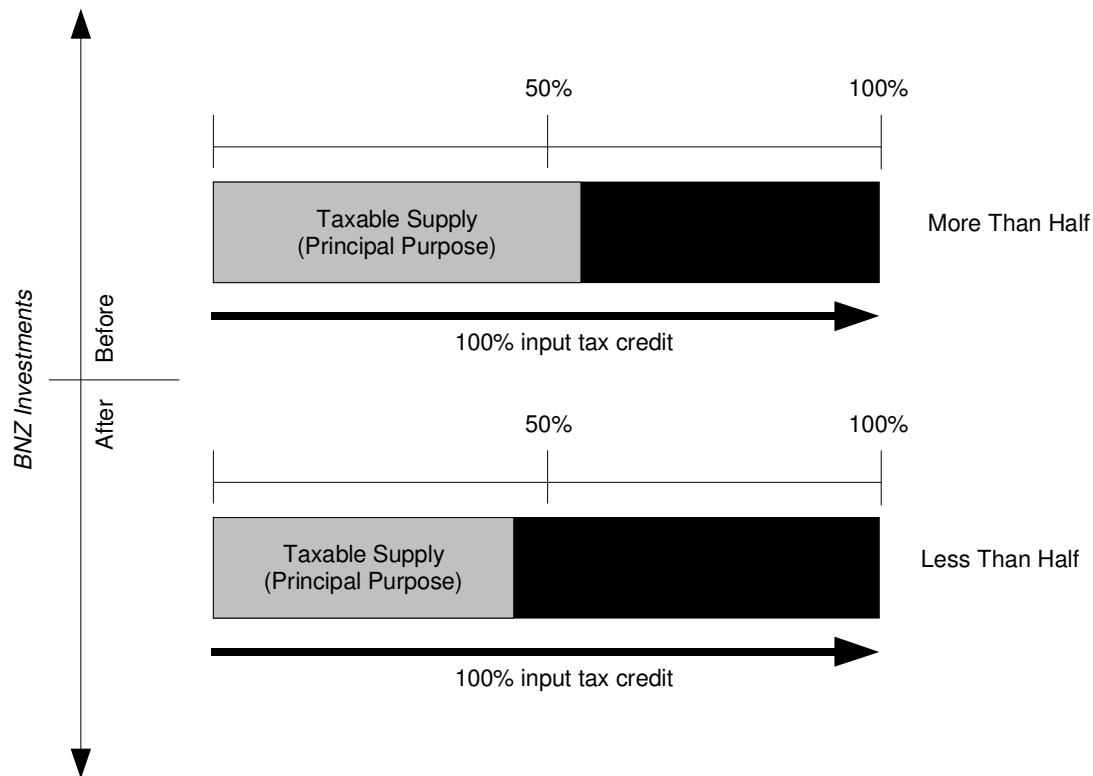 50%
100%
Taxable Supply
(Principal Purpose)
More Than Half
100% input tax credit
BNZ Investments
Before
After
50%
100%
Taxable Supply
(Principal Purpose)
Less Than Half
100% input tax credit